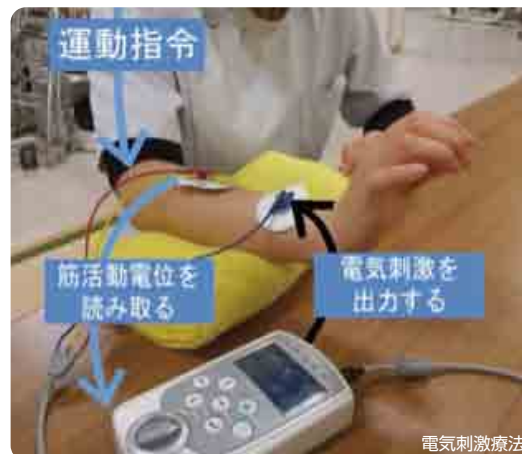 運動指令
筋活動電位を
読み取る
電気刺激を
出力する
電気刺激療法